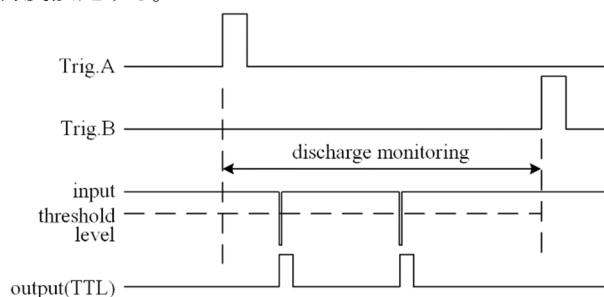 Trig.A
Trig.B
discharge monitoring
input
threshold
level
output(TTL)